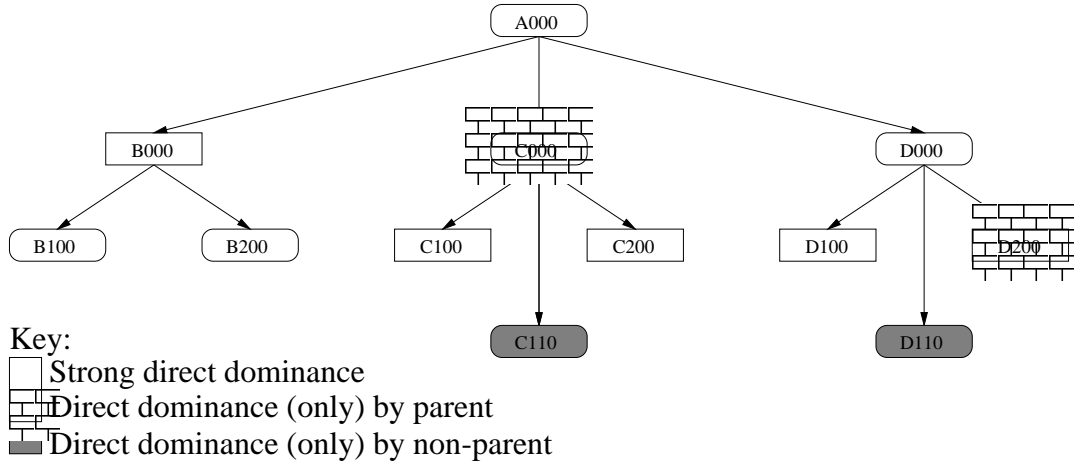 A000
B000
C000
D000
B100
B200
C100
C200
D100
D200
C110
D110
Key:
Strong direct dominance
Direct dominance (only) by parent
Direct dominance (only) by non-parent